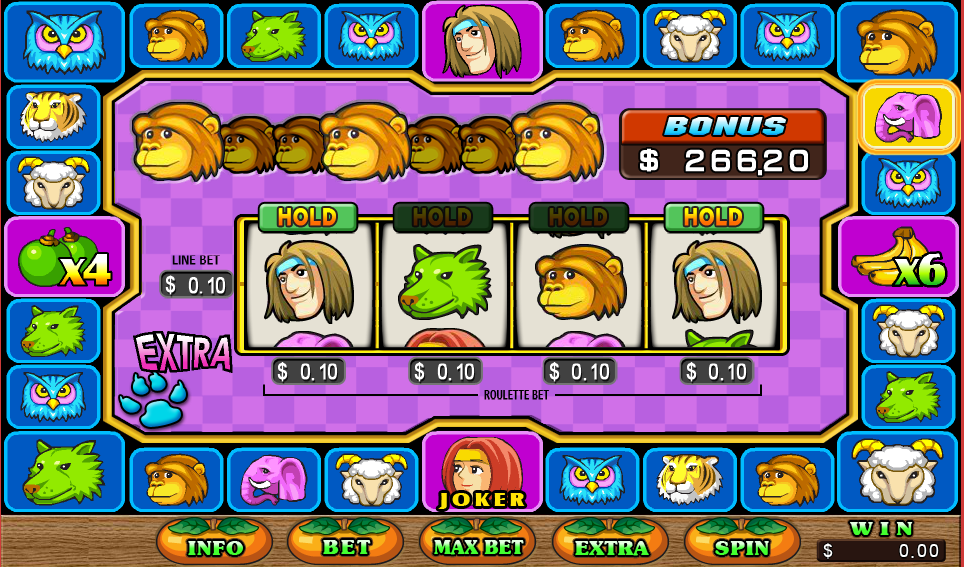 BONUS
$ 266.20
HOLD HOLD HOLD HOLD
LINE BET
$ 0.10
x4
x6
EXTRA
$ 0.10 $ 0.10 $ 0.10 $ 0.10
ROULETTE BET
JOKER
INFO BET MAX BET EXTRA SPIN
WIN
$ 0.00